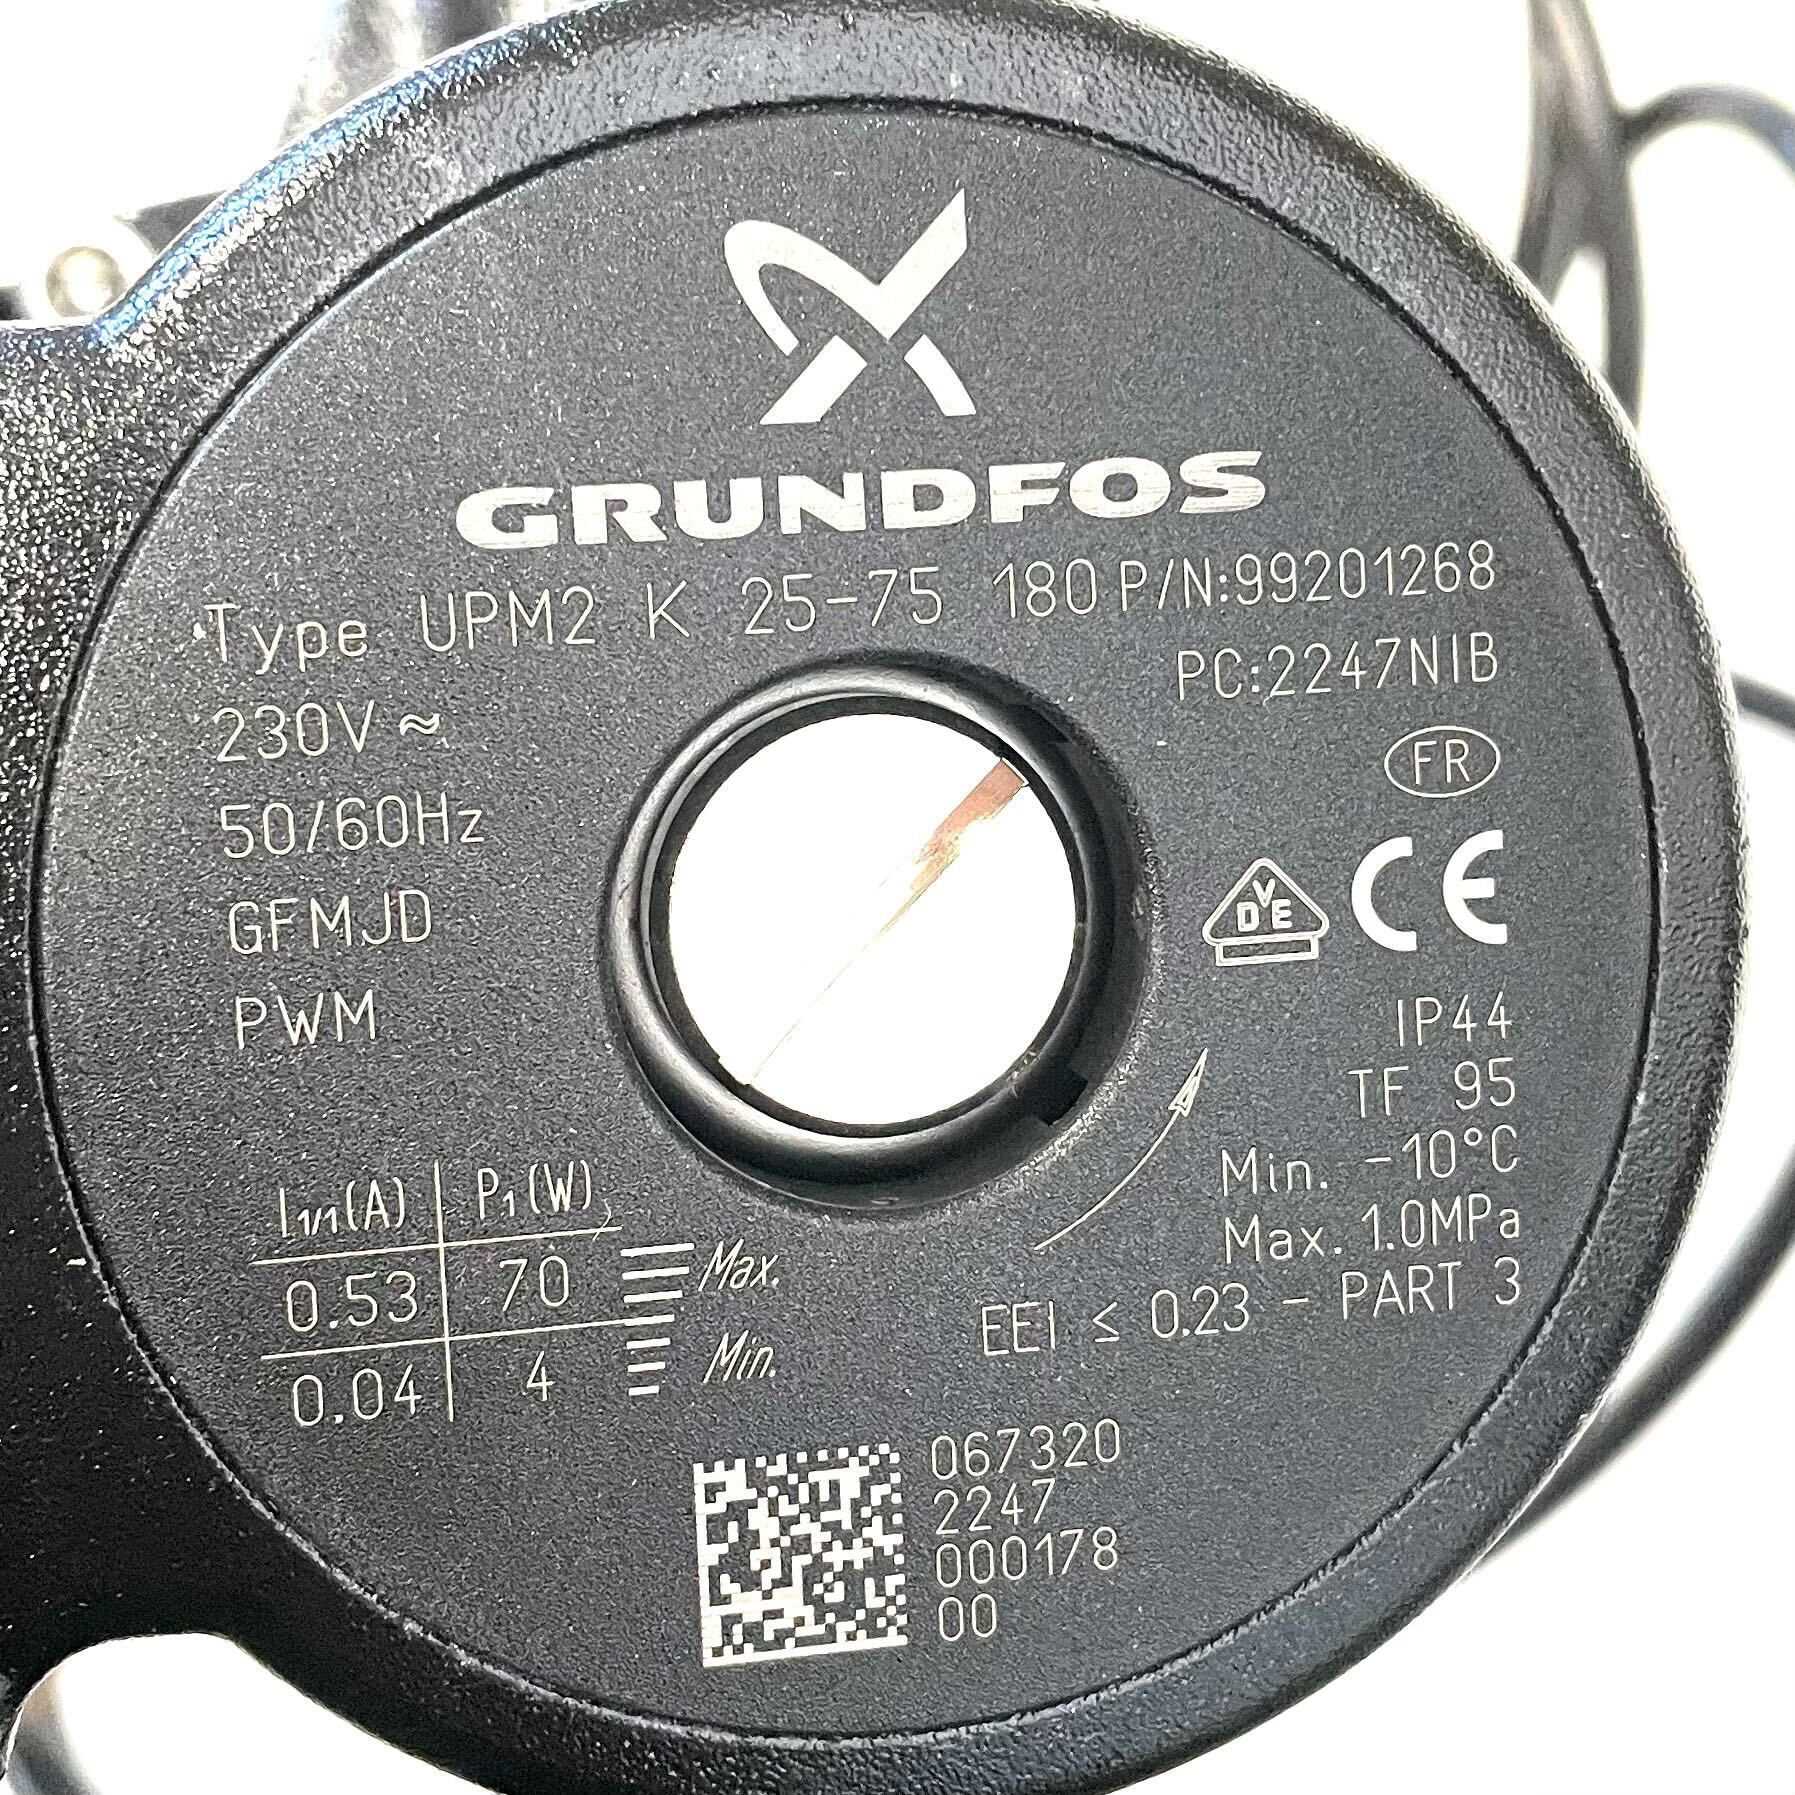 GRUNDFOS
Type UPM2 K 25-75 180 P/N:99201268
PC:2247NIB
230V ≈
50/60Hz
GFMJD
PWM
FR
VDE CE
IP44
TF 95
Min. -10°C
Max. 1.0MPa
EEI ≤ 0.23 - PART 3
I1/1(A) P1(W)
0.53 70 Max.
0.04 4 Min.
067320
2247
000178
00